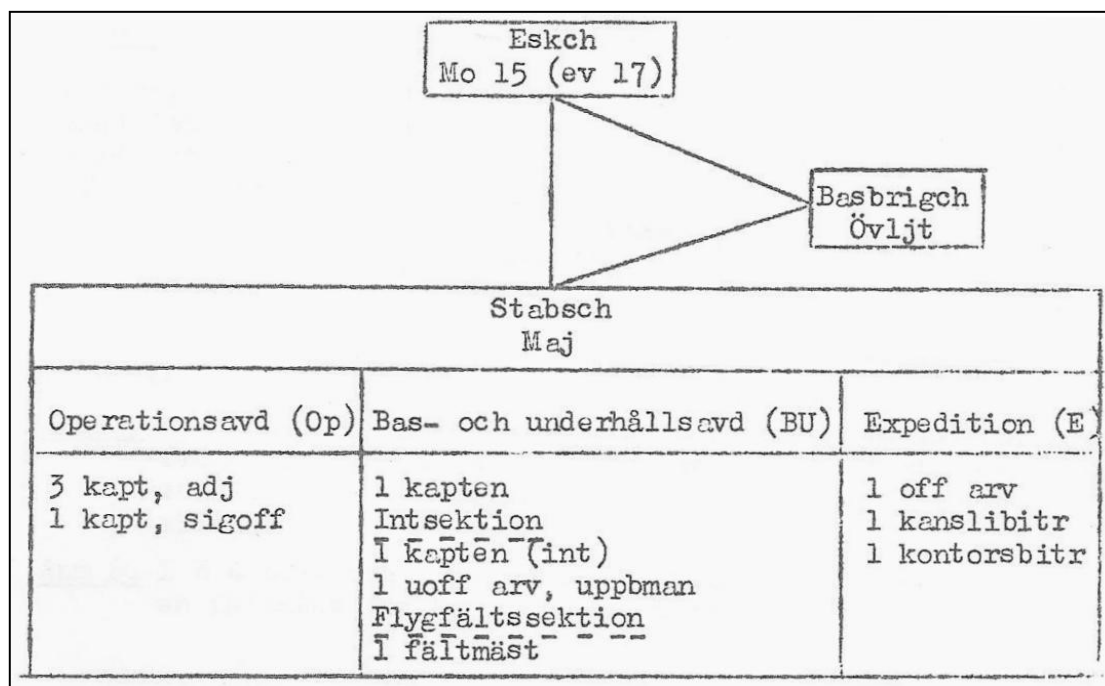 Eskch
Mo 15 (ev 17)
Basbrigch
Övljt
Stabsch
Maj
Operationsavd (Op)
3 kapt, adj
1 kapt, sigoff
Bas- och underhållsavd (BU)
1 kapten
Intsektion
1 kapten (int)
1 uoff arv, uppbman
Flygfältssektion
1 fältmäst
Expedition (E)
1 off arv
1 kanslibitr
1 kontorsbitr